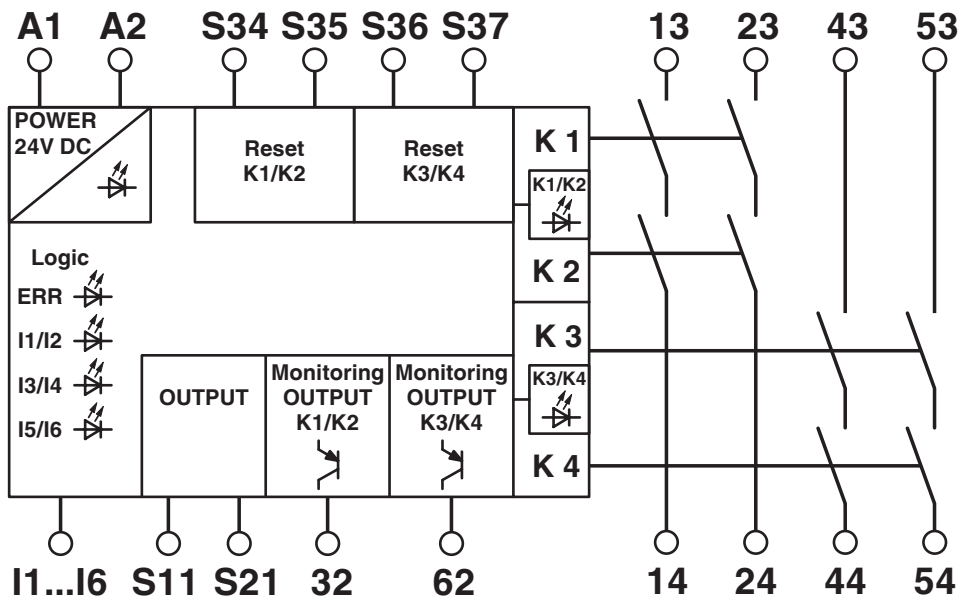 A1 A2 S34 S35 S36 S37 13 23 43 53
POWER
24V DC
Reset
K1/K2
Reset
K3/K4
K 1
K1/K2
K 2
Logic
ERR
I1/I2
I3/I4
I5/I6
OUTPUT
Monitoring
OUTPUT
K1/K2
Monitoring
OUTPUT
K3/K4
K 3
K3/K4
K 4
I1...I6 S11 S21 32 62 14 24 44 54